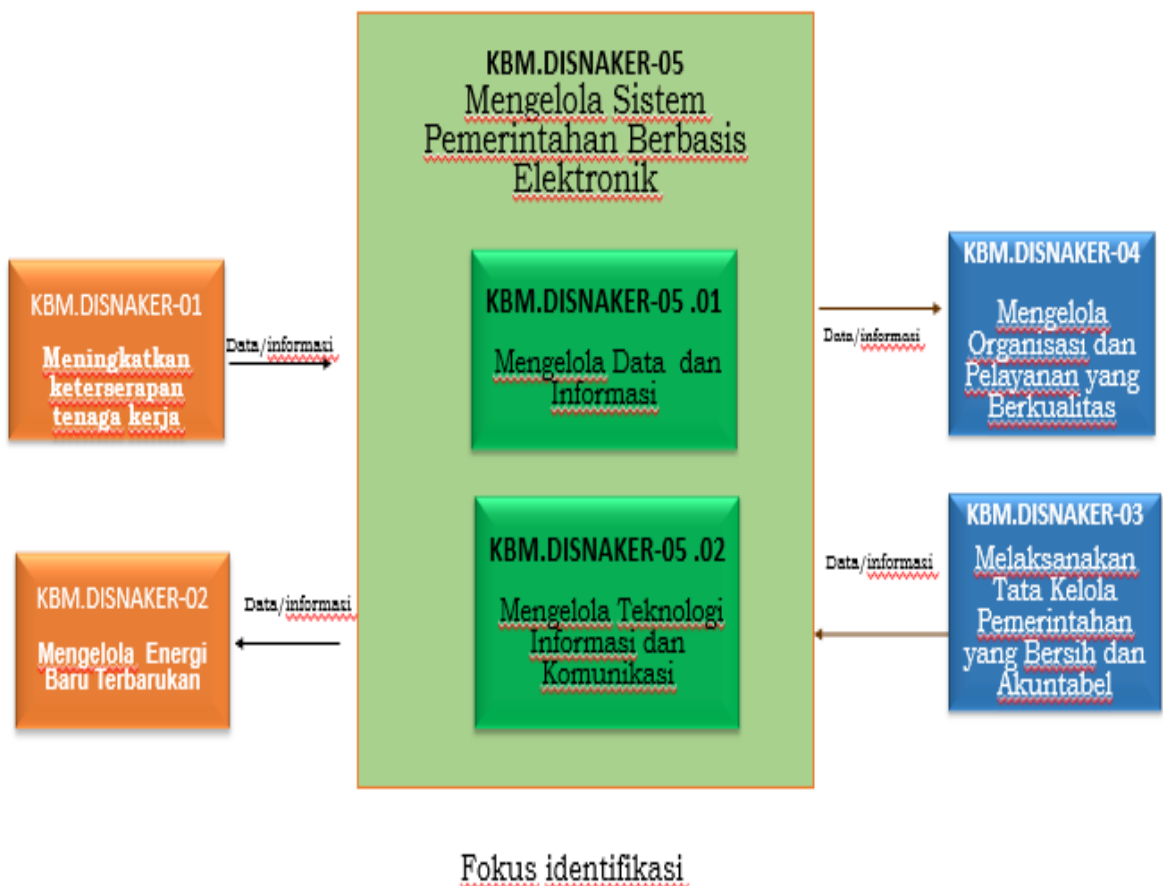 KBM.DISNAKER-05
Mengelola Sistem
Pemerintahan Berbasis
Elektronik
KBM.DISNAKER-01
Meningkatkan
keterserapan
tenaga kerja
Data/informasi
KBM.DISNAKER-05 .01
Mengelola Data dan
Informasi
Data/informasi
KBM.DISNAKER-04
Mengelola
Organisasi dan
Pelayanan yang
Berkualitas
KBM.DISNAKER-02
Mengelola Energi
Baru Terbarukan
Data/informasi
KBM.DISNAKER-05 .02
Mengelola Teknologi
Informasi dan
Komunikasi
Data/informasi
KBM.DISNAKER-03
Melaksanakan
Tata Kelola
Pemerintahan
yang Bersih dan
Akuntabel
Fokus identifikasi